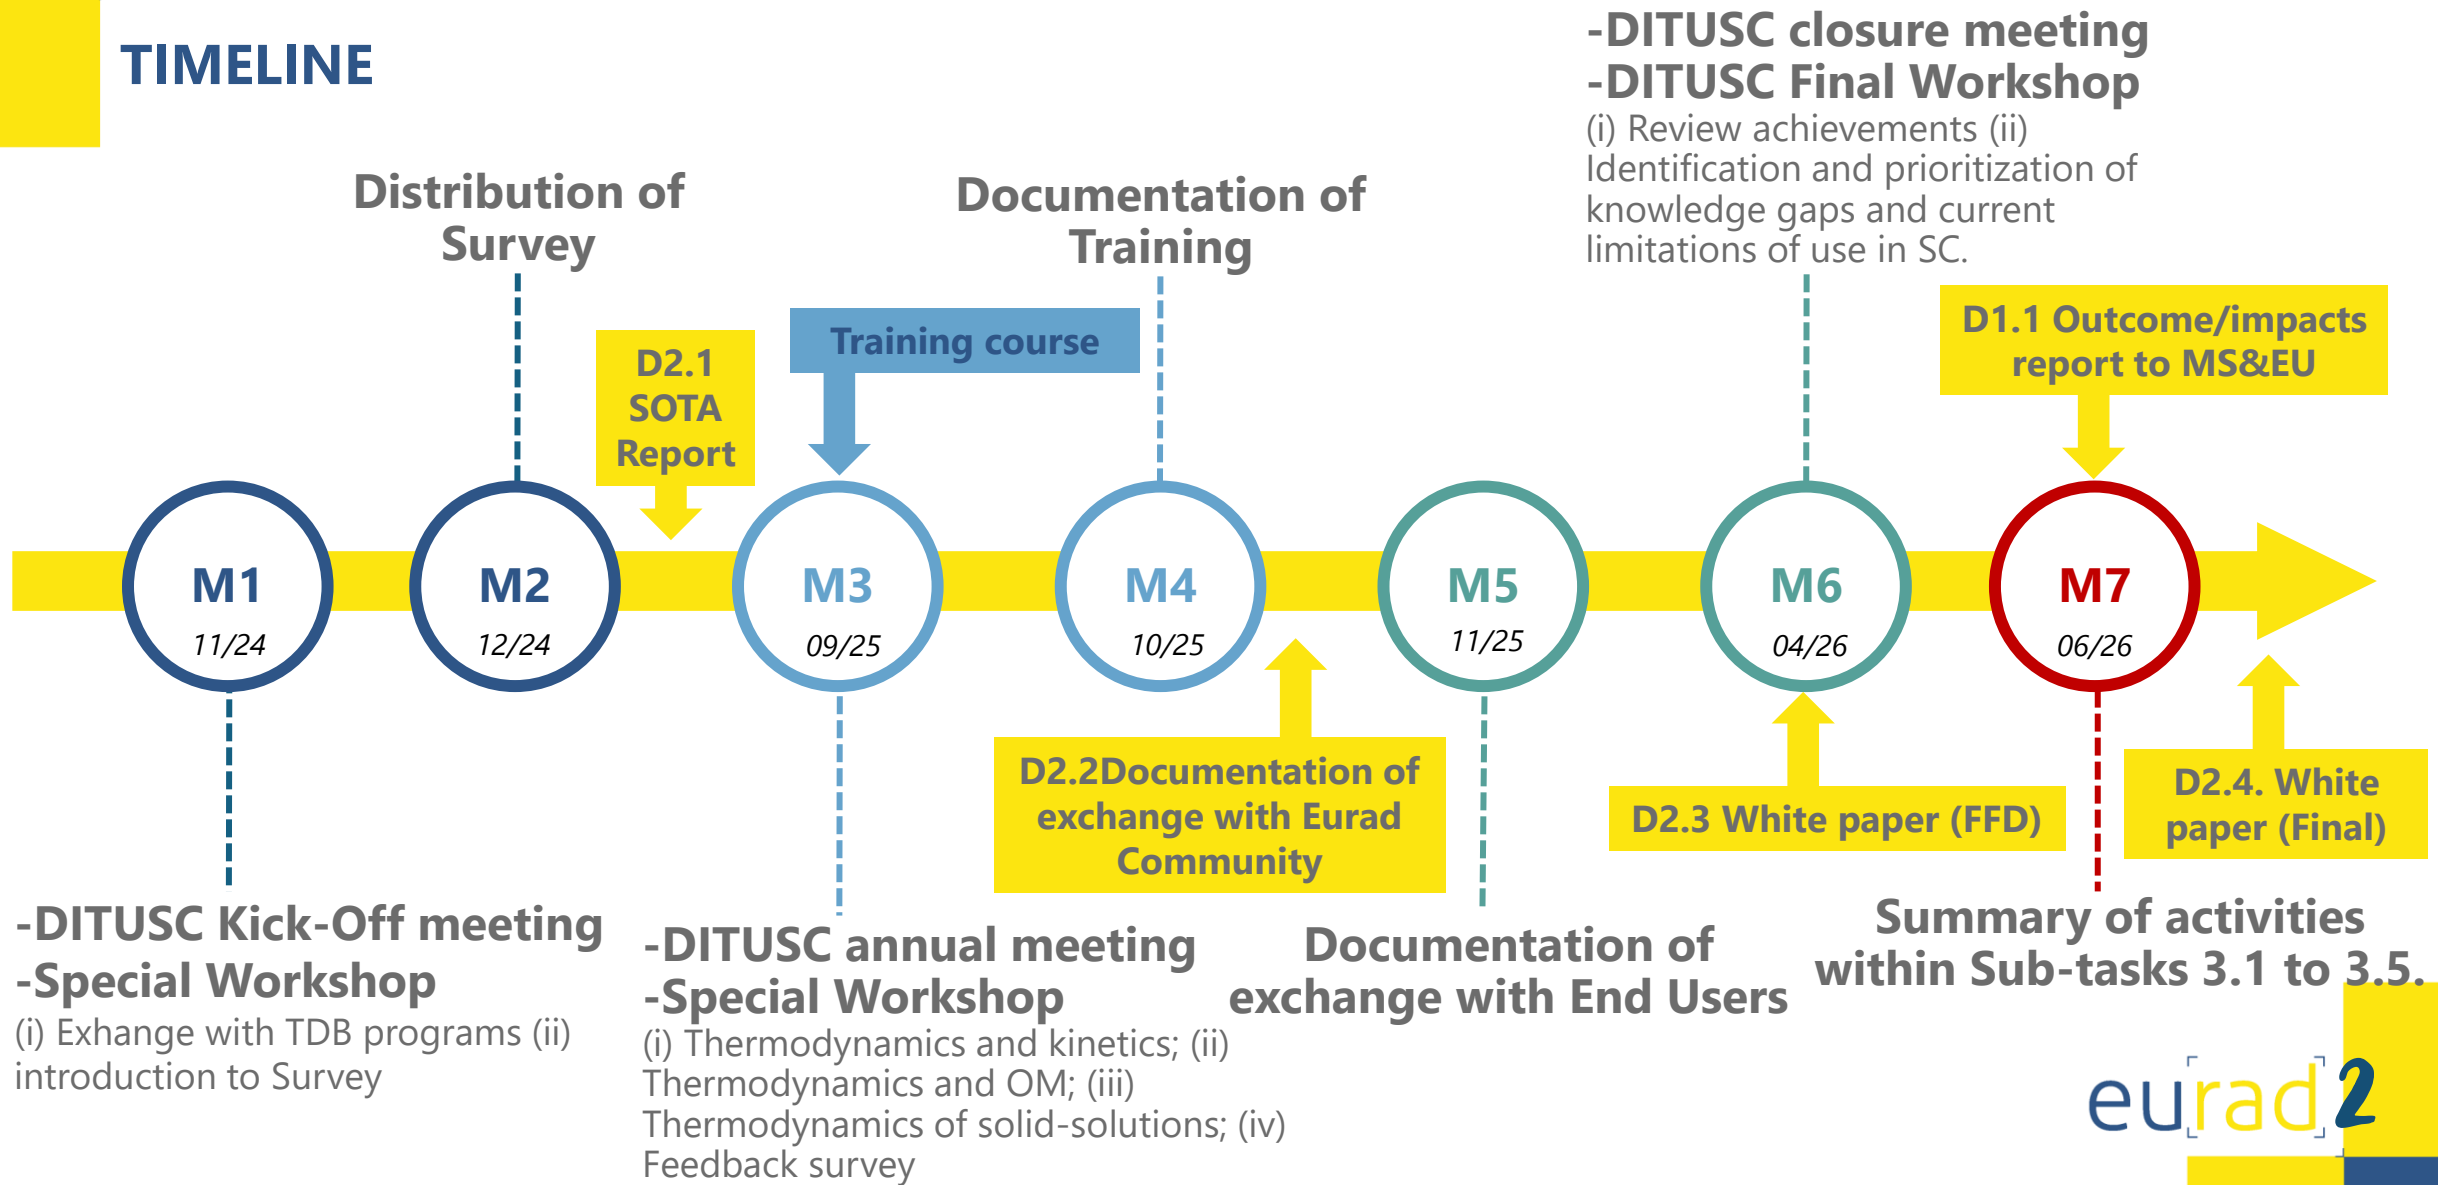 TIMELINE
-DITUSC closure meeting
-DITUSC Final Workshop
(i) Review achievements (ii)
Identification and prioritization of
knowledge gaps and current
limitations of use in SC.
Distribution of
Survey
Documentation of
Training
D2.1
SOTA
Report
Training course
D1.1 Outcome/impacts
report to MS&EU
M1
11/24
M2
12/24
M3
09/25
M4
10/25
M5
11/25
M6
04/26
M7
06/26
D2.2Documentation of
exchange with Eurad
Community
D2.3 White paper (FFD)
D2.4. White
paper (Final)
-DITUSC Kick-Off meeting
-Special Workshop
(i) Exhange with TDB programs (ii)
introduction to Survey
-DITUSC annual meeting
-Special Workshop
(i) Thermodynamics and kinetics; (ii)
Thermodynamics and OM; (iii)
Thermodynamics of solid-solutions; (iv)
Feedback survey
Documentation of
exchange with End Users
Summary of activities
within Sub-tasks 3.1 to 3.5.
eu[rad]2